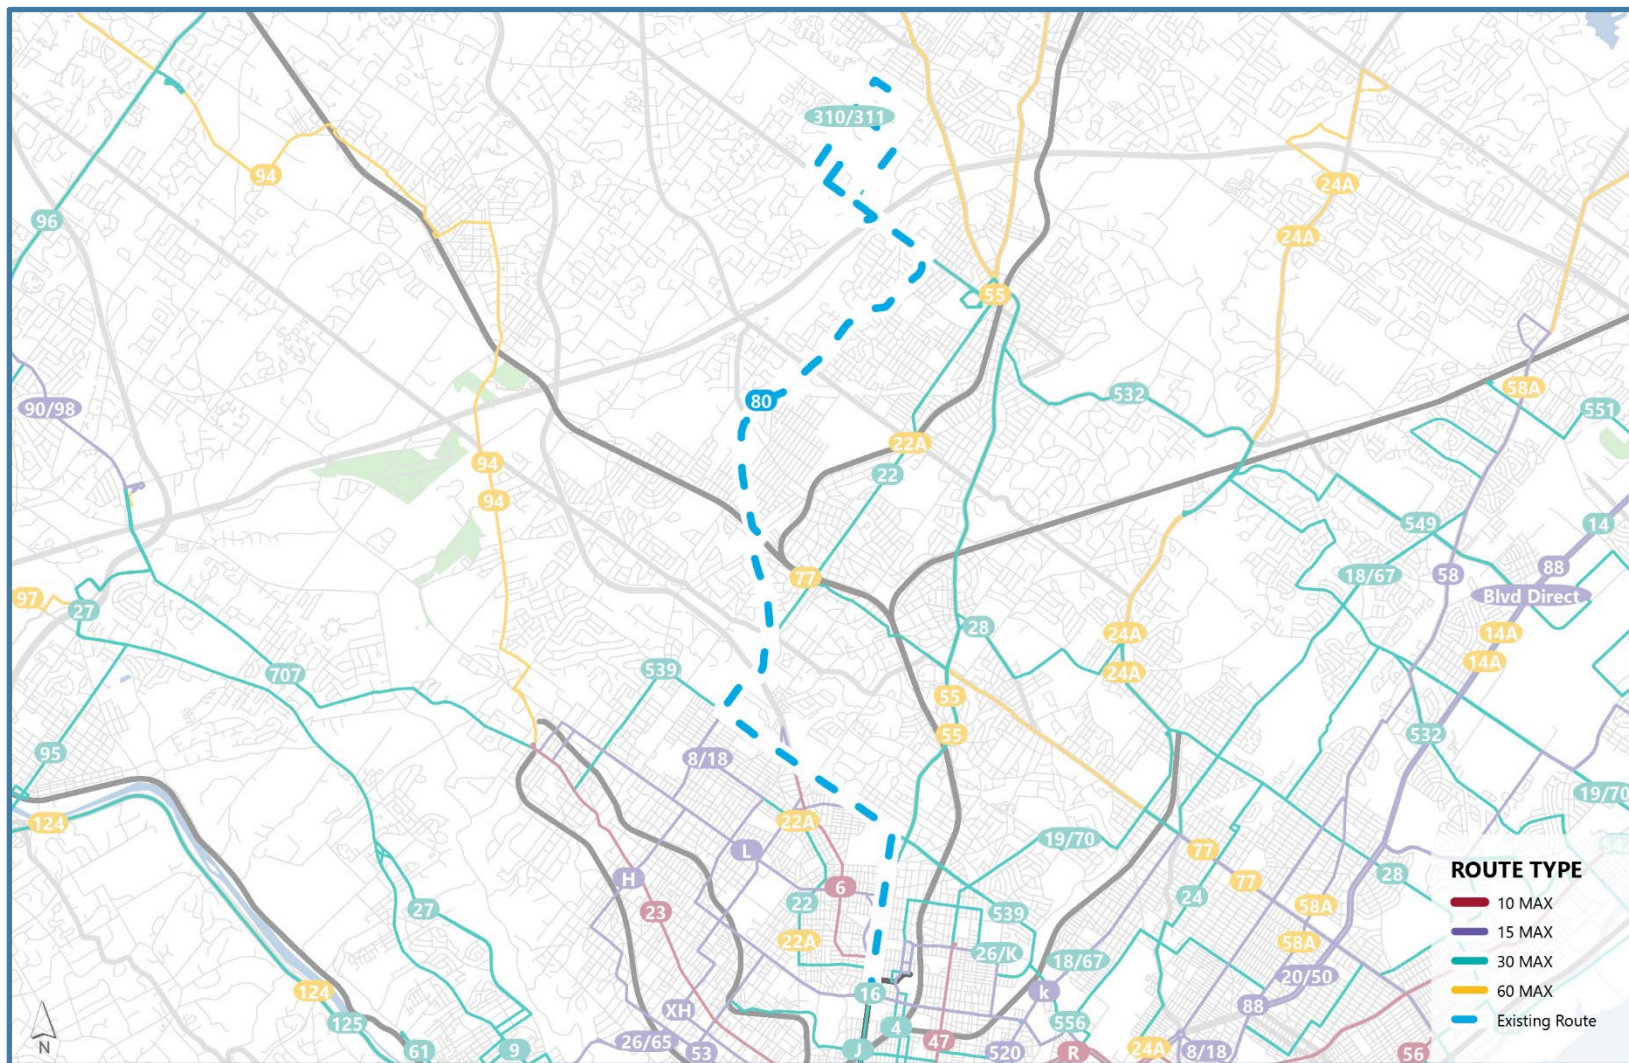 310/311
94
24A
96
24A
55
58A
532
90/98
80
551
22A
94
22
94
14
549
88
77
18/67
58
97
Blvd Direct
27
28
24A
14A
14A
24A
539
707
55
532
55
95
8/18
19/70
124
22A
19/70
L
77
28
H
6
77
24
22
58A
23
27
539
22A
58A
26/K
18/67
20/50
124
16
k
88
XH
125
4
556
26/65
47
61
9
53
J
520
R
24A
8/18
56
N
ROUTE TYPE
10 MAX
15 MAX
30 MAX
60 MAX
Existing Route